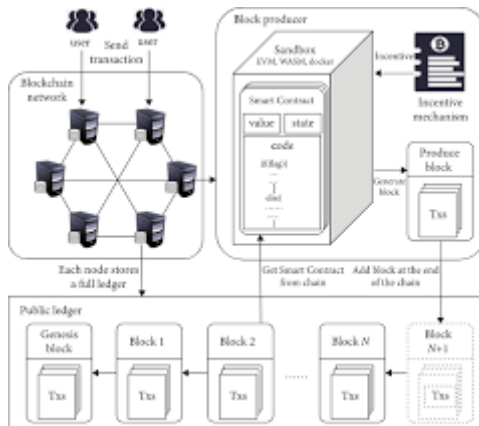 user
user
Send
transaction
Blockchain
network
Block producer
Sandbox
EVM, WASM, docker
Smart Contract
value
state
code
if(flag)
...
}
else{
......
}
Incentive
Incentive
mechanism
Generate
block
Produce
block
Txs
Each node stores
a full ledger
Get Smart Contract
from chain
Add block at the end
of the chain
Public ledger
Genesis
block
Txs
Block 1
Txs
Block 2
Txs
......
Block N
Txs
Block
N+1
Txs